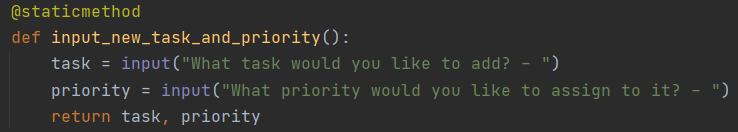 @staticmethod
def input_new_task_and_priority():
    task = input("What task would you like to add? - ")
    priority = input("What priority would you like to assign to it? - ")
    return task, priority